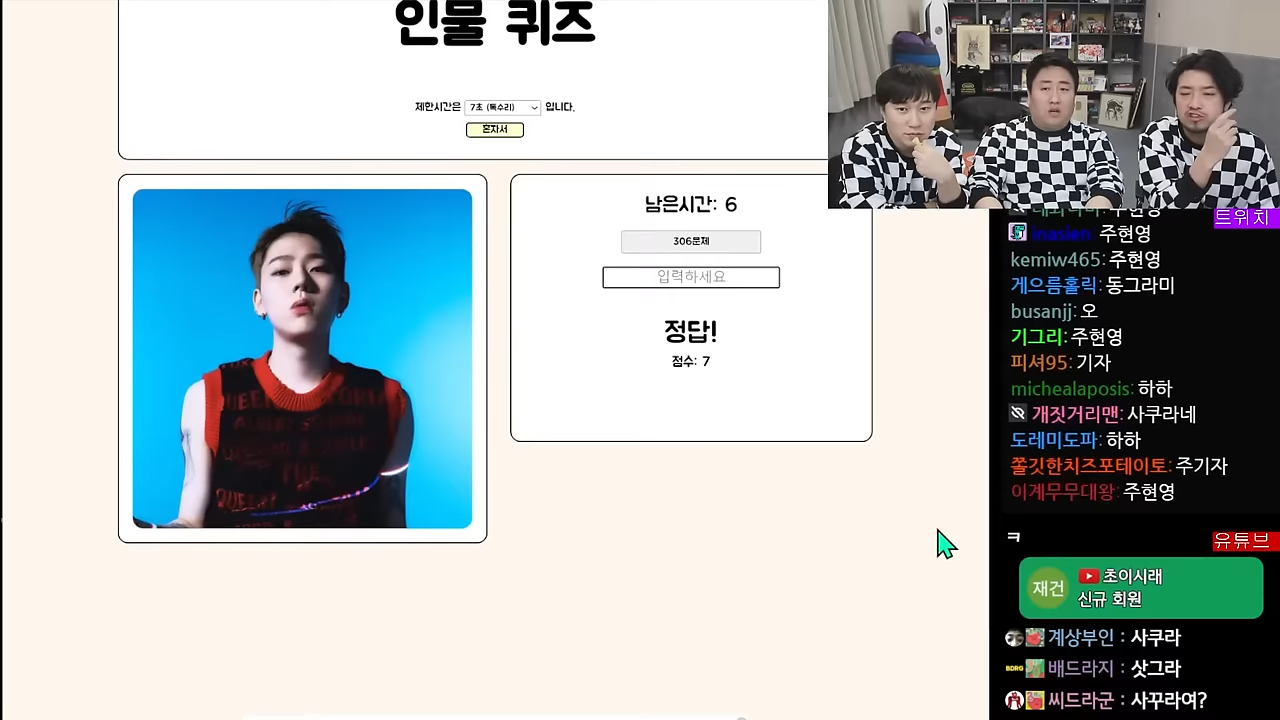 인물 퀴즈
제한시간은 7초 (독수리) 입니다.
혼자서
남은시간: 6
306문제
입력하세요
정답!
점수: 7
트위치
주현영
inasien 주현영
kemiw465: 주현영
게으름홀릭: 동그라미
busanjj: 오
기그리: 주현영
피셔95: 기자
michealaposis: 하하
개짓거리맨: 사쿠라네
도레미도파: 하하
쫄깃한치즈포테이토: 주기자
이계무무대왕: 주현영
ㅋ
유튜브
재건
초이시래
신규 회원
계상부인 : 사쿠라
배드라지 : 삿그라
씨드라군 : 사꾸라여?